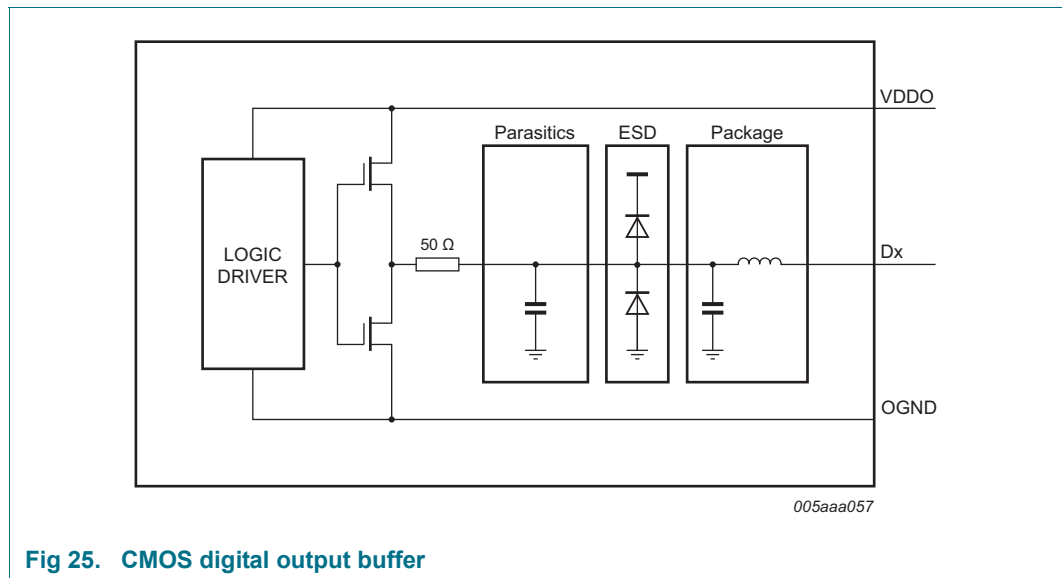 VDDO
Parasitics
ESD
Package
LOGIC
DRIVER
50 Ω
Dx
OGND
005aaa057
Fig 25. CMOS digital output buffer